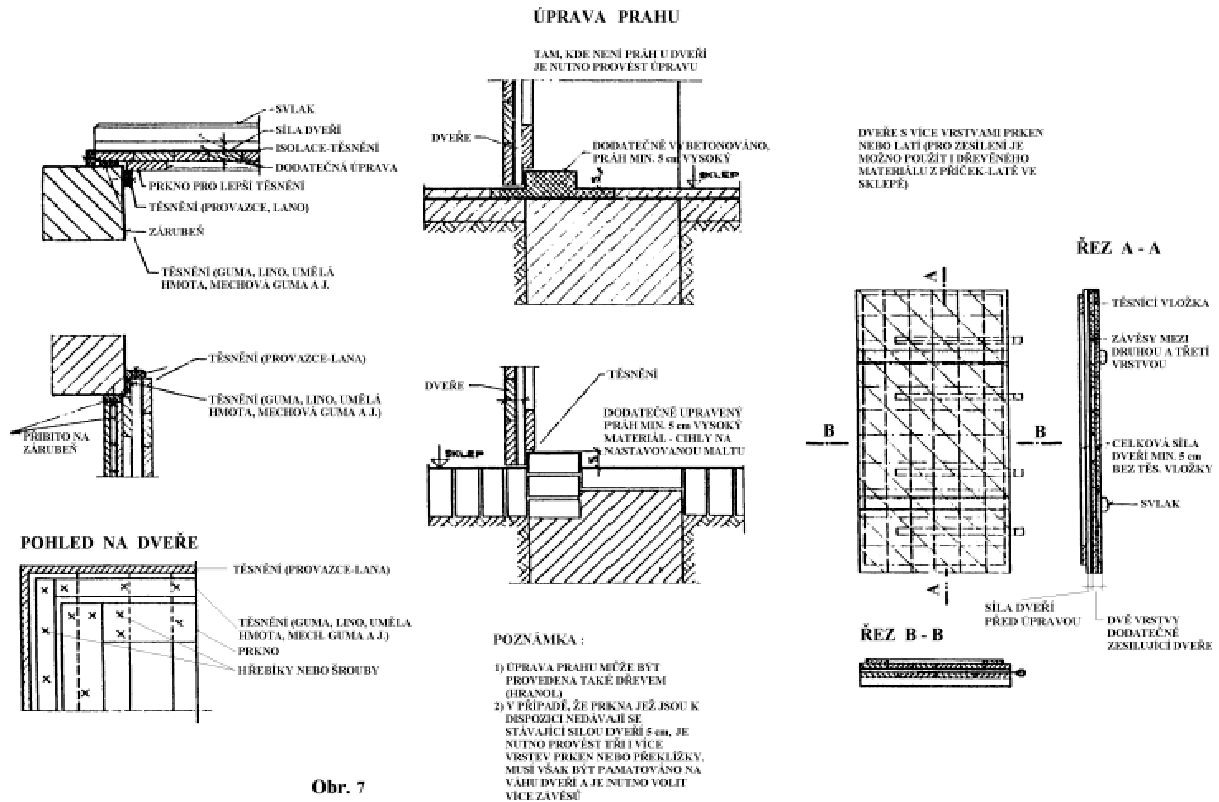 ÚPRAVA PRAHU
TAM, KDE NENÍ PRÁH U DVEŘÍ
JE NUTNO PROVÉST ÚPRAVU
SVLAK
SÍLA DVEŘÍ
ISOLACE-TĚSNĚNÍ
DODATEČNÁ ÚPRAVA
PRKNO PRO LEPŠÍ TĚSNĚNÍ
TĚSNĚNÍ (PROVAZCE, LANO)
ZÁRUBEŇ
TĚSNĚNÍ (GUMA, LINO, UMĚLÁ
HMOTA, MECHOVÁ GUMA A J.
DVEŘE
DODATEČNĚ VYBETONOVÁNO,
PRÁH MIN. 5 cm VYSOKÝ
5
SKLEP
DVEŘE S VÍCE VRSTVAMI PRKEN
NEBO LATÍ (PRO ZESÍLENÍ JE
MOŽNO POUŽÍT I DŘEVĚNÉHO
MATERIÁLU Z PŘÍČEK-LATĚ VE
SKLEPĚ)
TĚSNĚNÍ (PROVAZCE-LANA)
TĚSNĚNÍ (GUMA, LINO, UMĚLÁ
HMOTA, MECHOVÁ GUMA A J.)
PŘIBITO NA
ZÁRUBEŇ
DVEŘE
TĚSNĚNÍ
DODATEČNĚ UPRAVENÝ
PRÁH MIN. 5 cm VYSOKÝ
MATERIÁL - CIHLY NA
NASTAVOVANOU MALTU
SKLEP
5
ŘEZ A - A
A
B
B
A
TĚSNÍCÍ VLOŽKA
ZÁVĚSY MEZI
DRUHOU A TŘETÍ
VRSTVOU
CELKOVÁ SÍLA
DVEŘÍ MIN. 5 cm
BEZ TĚS. VLOŽKY
SVLAK
SÍLA DVEŘÍ
PŘED ÚPRAVOU
DVĚ VRSTVY
DODATEČNĚ
ZESILUJÍCÍ DVEŘE
ŘEZ B - B
POHLED NA DVEŘE
TĚSNĚNÍ (PROVAZCE-LANA)
TĚSNĚNÍ (GUMA, LINO, UMĚLA
HMOTA, MECH. GUMA A J.)
PRKNO
HŘEBÍKY NEBO ŠROUBY
POZNÁMKA :
1) ÚPRAVA PRAHU MŮŽE BÝT
PROVEDENA TAKÉ DŘEVEM
(HRANOL)
2) V PŘÍPADĚ, ŽE PRKNA JEŽ JSOU K
DISPOZICI NEDÁVAJÍ SE
STÁVAJÍCÍ SILOU DVEŘÍ 5 cm, JE
NUTNO PROVÉST TŘI I VÍCE
VRSTEV PRKEN NEBO PŘEKLÍŽKY.
MUSÍ VŠAK BÝT PAMATOVÁNO NA
VÁHU DVEŘÍ A JE NUTNO VOLIT
VÍCE ZÁVĚSŮ
Obr. 7